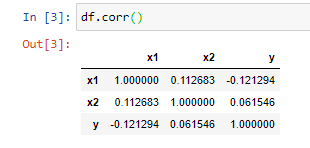 In [3]: df.corr()
Out[3]:
x1 x2 y
x1 1.000000 0.112683 -0.121294
x2 0.112683 1.000000 0.061546
y -0.121294 0.061546 1.000000